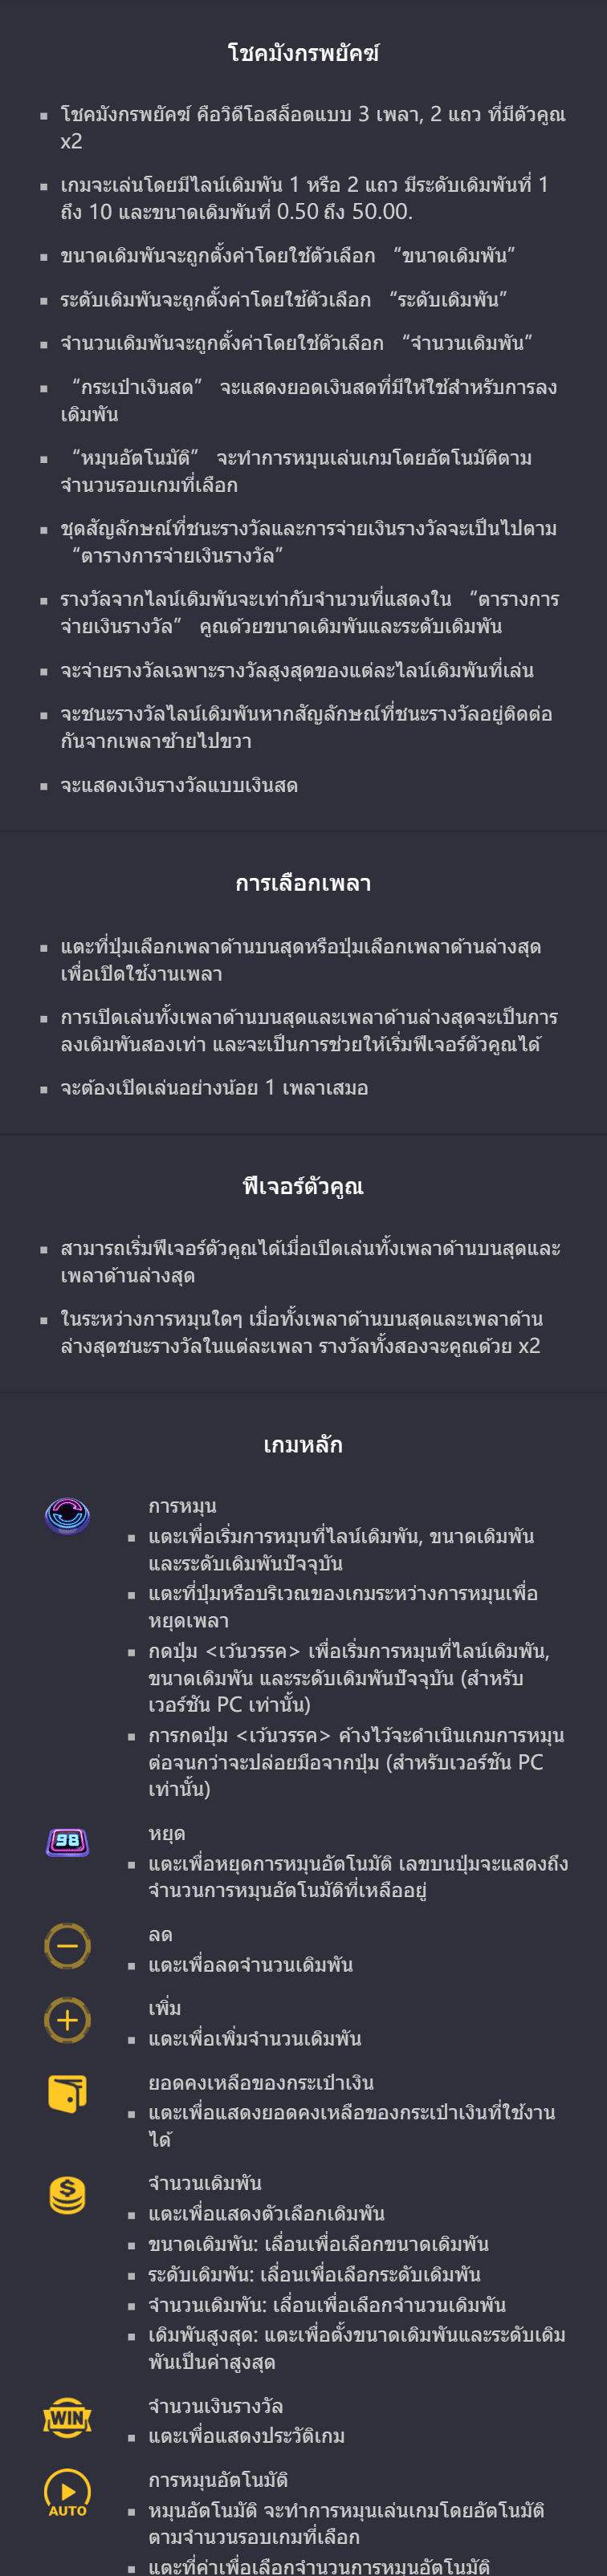 โชคมังกรพยัคฆ์
โชคมังกรพยัคฆ์ คือวิดีโอสล็อตแบบ 3 เพลา, 2 แถว ที่มีตัวคูณ
x2
เกมจะเล่นโดยมีไลน์เดิมพัน 1 หรือ 2 แถว มีระดับเดิมพันที่ 1
ถึง 10 และขนาดเดิมพันที่ 0.50 ถึง 50.00.
ขนาดเดิมพันจะถูกตั้งค่าโดยใช้ตัวเลือก “ขนาดเดิมพัน”
ระดับเดิมพันจะถูกตั้งค่าโดยใช้ตัวเลือก “ระดับเดิมพัน”
จำนวนเดิมพันจะถูกตั้งค่าโดยใช้ตัวเลือก “จำนวนเดิมพัน”
“กระเป๋าเงินสด” จะแสดงยอดเงินสดที่มีให้ใช้สำหรับการลง
เดิมพัน
“หมุนอัตโนมัติ” จะทำการหมุนเล่นเกมโดยอัตโนมัติตาม
จำนวนรอบเกมที่เลือก
ชุดสัญลักษณ์ที่ชนะรางวัลและการจ่ายเงินรางวัลจะเป็นไปตาม
“ตารางการจ่ายเงินรางวัล”
รางวัลจากไลน์เดิมพันจะเท่ากับจำนวนที่แสดงใน “ตารางการ
จ่ายเงินรางวัล” คูณด้วยขนาดเดิมพันและระดับเดิมพัน
จะจ่ายรางวัลเฉพาะรางวัลสูงสุดของแต่ละไลน์เดิมพันที่เล่น
จะชนะรางวัลไลน์เดิมพันหากสัญลักษณ์ที่ชนะรางวัลอยู่ติดต่อ
กันจากเพลาซ้ายไปขวา
จะแสดงเงินรางวัลแบบเงินสด
การเลือกเพลา
แตะที่ปุ่มเลือกเพลาด้านบนสุดหรือปุ่มเลือกเพลาด้านล่างสุด
เพื่อเปิดใช้งานเพลา
การเปิดเล่นทั้งเพลาด้านบนสุดและเพลาด้านล่างสุดจะเป็นการ
ลงเดิมพันสองเท่า และจะเป็นการช่วยให้เริ่มฟีเจอร์ตัวคูณได้
จะต้องเปิดเล่นอย่างน้อย 1 เพลาเสมอ
ฟีเจอร์ตัวคูณ
สามารถเริ่มฟีเจอร์ตัวคูณได้เมื่อเปิดเล่นทั้งเพลาด้านบนสุดและ
เพลาด้านล่างสุด
ในระหว่างการหมุนใดๆ เมื่อทั้งเพลาด้านบนสุดและเพลาด้าน
ล่างสุดชนะรางวัลในแต่ละเพลา รางวัลทั้งสองจะคูณด้วย x2
เกมหลัก
การหมุน
แตะเพื่อเริ่มการหมุนที่ไลน์เดิมพัน, ขนาดเดิมพัน
และระดับเดิมพันปัจจุบัน
แตะที่ปุ่มหรือบริเวณของเกมระหว่างการหมุนเพื่อ
หยุดเพลา
กดปุ่ม <เว้นวรรค> เพื่อเริ่มการหมุนที่ไลน์เดิมพัน,
ขนาดเดิมพัน และระดับเดิมพันปัจจุบัน (สำหรับ
เวอร์ชัน PC เท่านั้น)
การกดปุ่ม <เว้นวรรค> ค้างไว้จะดำเนินเกมการหมุน
ต่อจนกว่าจะปล่อยมือจากปุ่ม (สำหรับเวอร์ชัน PC
เท่านั้น)
98
หยุด
แตะเพื่อหยุดการหมุนอัตโนมัติ เลขบนปุ่มจะแสดงถึง
จำนวนการหมุนอัตโนมัติที่เหลืออยู่
ลด
แตะเพื่อลดจำนวนเดิมพัน
เพิ่ม
แตะเพื่อเพิ่มจำนวนเดิมพัน
ยอดคงเหลือของกระเป๋าเงิน
แตะเพื่อแสดงยอดคงเหลือของกระเป๋าเงินที่ใช้งาน
ได้
จำนวนเดิมพัน
แตะเพื่อแสดงตัวเลือกเดิมพัน
ขนาดเดิมพัน: เลื่อนเพื่อเลือกขนาดเดิมพัน
ระดับเดิมพัน: เลื่อนเพื่อเลือกระดับเดิมพัน
จำนวนเดิมพัน: เลื่อนเพื่อเลือกจำนวนเดิมพัน
เดิมพันสูงสุด: แตะเพื่อตั้งขนาดเดิมพันและระดับเดิม
พันเป็นค่าสูงสุด
WIN
จำนวนเงินรางวัล
แตะเพื่อแสดงประวัติเกม
AUTO
การหมุนอัตโนมัติ
หมุนอัตโนมัติ จะทำการหมุนเล่นเกมโดยอัตโนมัติ
ตามจำนวนรอบเกมที่เลือก
แตะที่ค่าเพื่อเลือกจำนวนการหมุนอัตโนมัติ